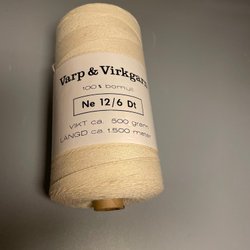 Varp & Virkgarn
100% bomull
Ne 12/6 Dt
VIKT ca. 500 gram
LÄNGD ca 1.500 meter